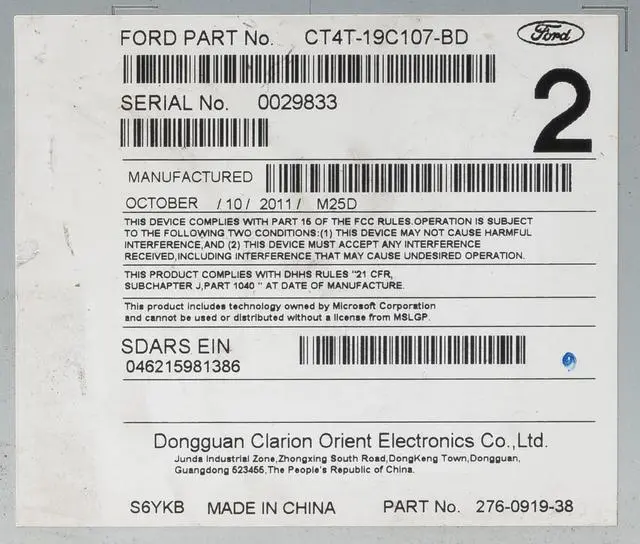 FORD PART No. CT4T-19C107-BD
Ford
SERIAL No. 0029833
2
MANUFACTURED
OCTOBER /10/ 2011/ M25D
THIS DEVICE COMPLIES WITH PART 15 OF THE FCC RULES.OPERATION IS SUBJECT
TO THE FOLLOWING TWO CONDITIONS:(1) THIS DEVICE MAY NOT CAUSE HARMFUL
INTERFERENCE,AND (2) THIS DEVICE MUST ACCEPT ANY INTERFERENCE
RECEIVED,INCLUDING INTERFERENCE THAT MAY CAUSE UNDESIRED OPERATION.
THIS PRODUCT COMPLIES WITH DHHS RULES "21 CFR,
SUBCHAPTER J,PART 1040 " AT DATE OF MANUFACTURE.
This product includes technology owned by Microsoft Corporation
and cannot be used or distributed without a license from MSLGP.
SDARS EIN
046215981386
Dongguan Clarion Orient Electronics Co.,Ltd.
Junda Industrial Zone,Zhongxing South Road,DongKeng Town,Dongguan,
Guangdong 523455,The People's Republic of China.
S6YKB MADE IN CHINA PART No. 276-0919-38